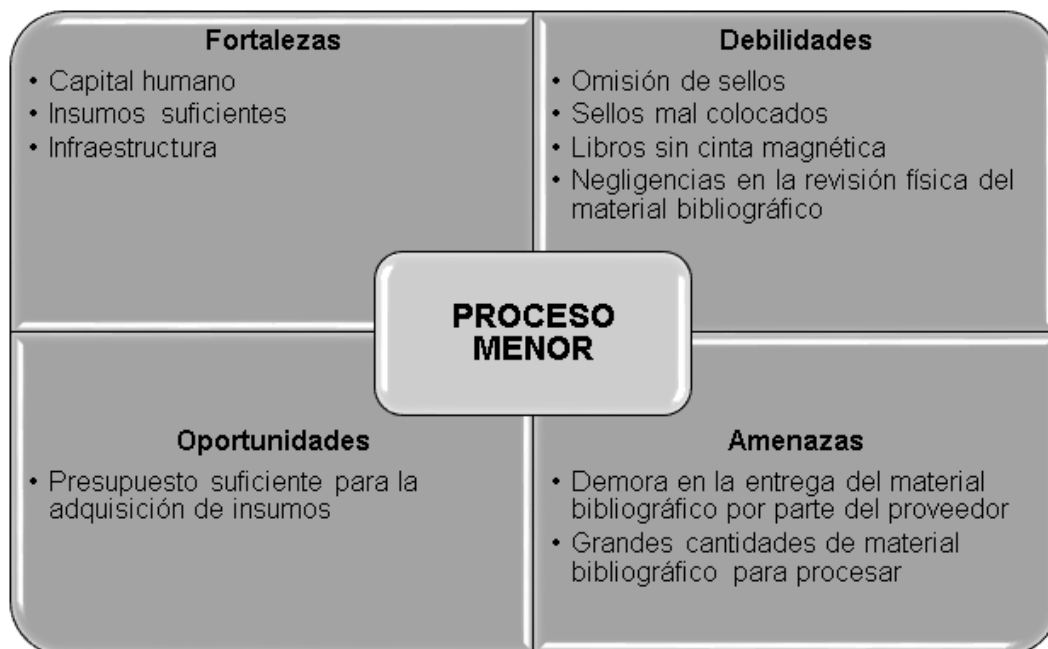 Fortalezas
• Capital humano
• Insumos suficientes
• Infraestructura
Debilidades
• Omisión de sellos
• Sellos mal colocados
• Libros sin cinta magnética
• Negligencias en la revisión física del
material bibliográfico
PROCESO
MENOR
Oportunidades
• Presupuesto suficiente para la
adquisición de insumos
Amenazas
• Demora en la entrega del material
bibliográfico por parte del proveedor
• Grandes cantidades de material
bibliográfico para procesar